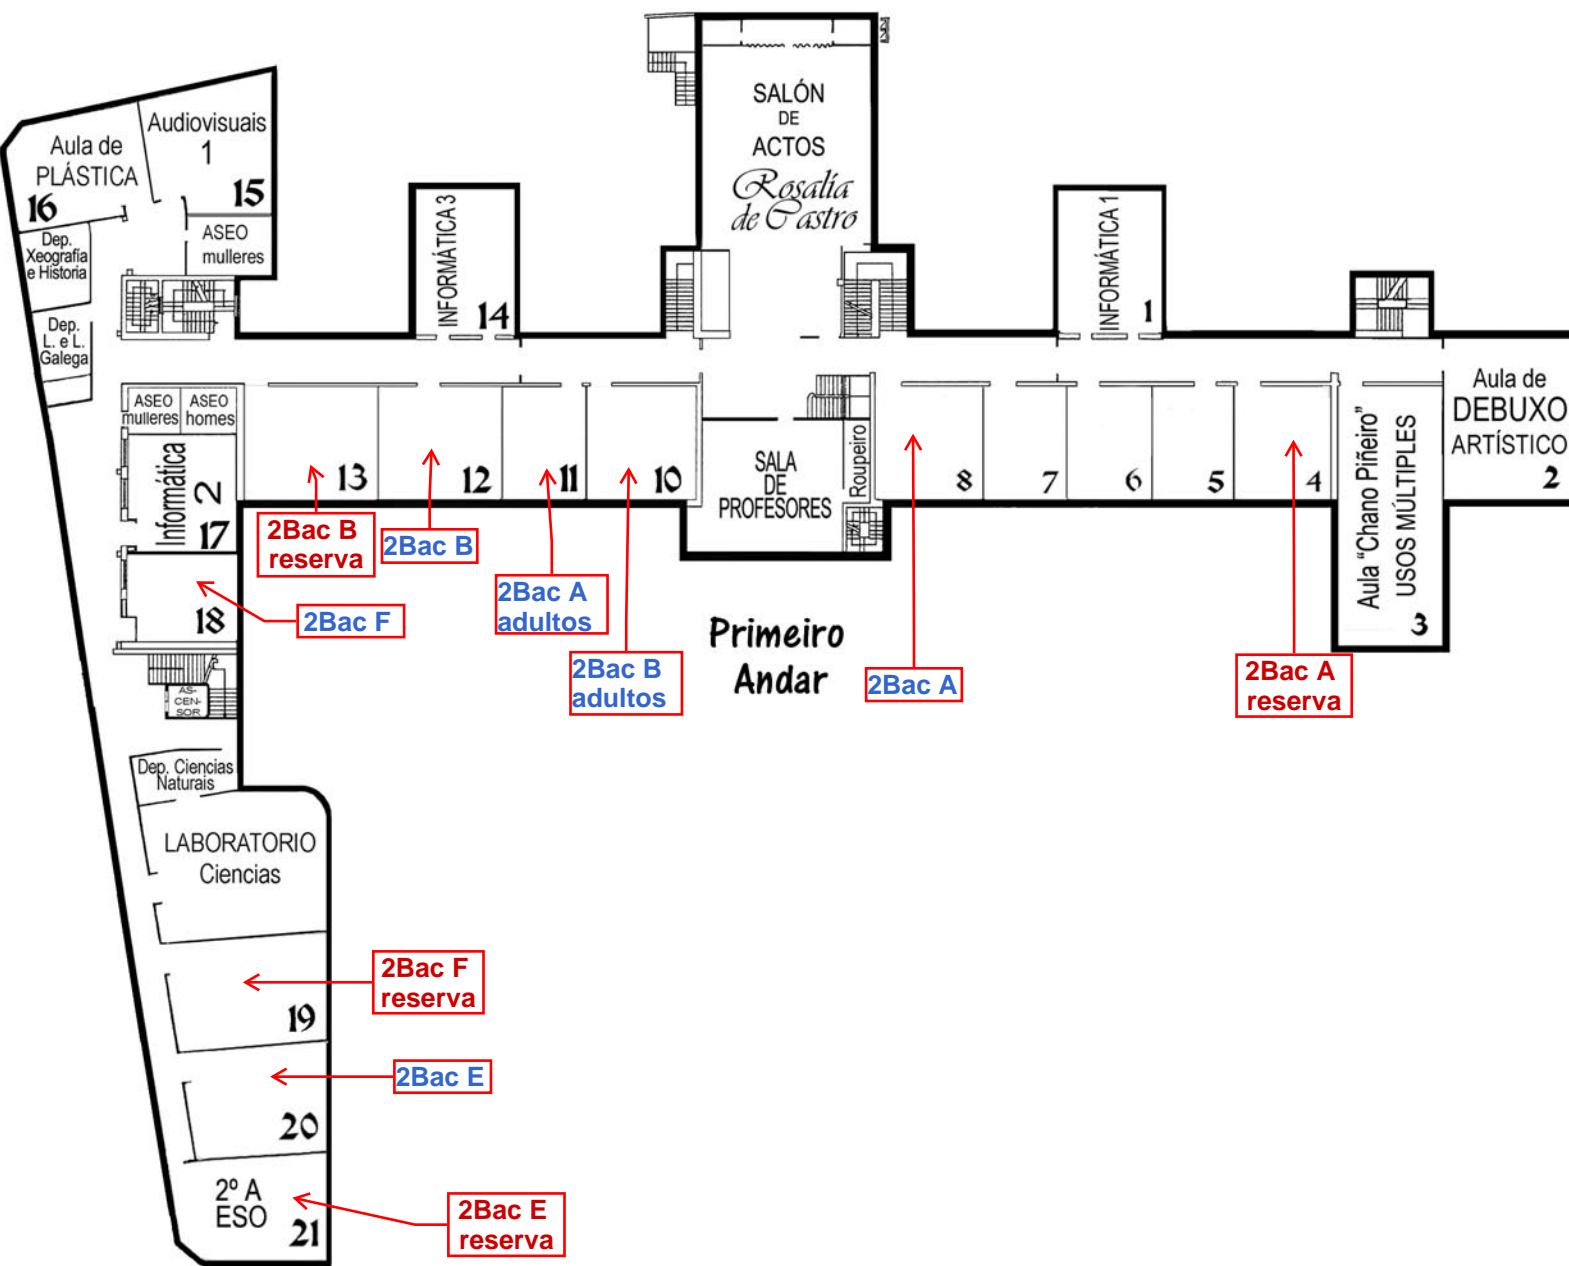 SALÓN
DE
ACTOS
Rosalía
de Castro
Audiovisuais
1
15
Aula de
PLÁSTICA
16
ASEO
mulleres
Dep.
Xeografía
e Historia
Dep.
L. e L.
Galega
INFORMÁTICA 3
14
INFORMÁTICA 1
1
ASEO
mulleres
ASEO
homes
Informática
2
17
18
13
12
11
10
SALA
DE
PROFESORES
Roupeiro
8
7
6
5
4
Aula "Chano Piñeiro"
USOS MÚLTIPLES
3
Aula de
DEBUXO
ARTÍSTICO
2
2Bac B
reserva
2Bac B
2Bac A
adultos
2Bac B
adultos
2Bac F
Primeiro
Andar
2Bac A
2Bac A
reserva
AS-
CEN-
SOR
Dep. Ciencias
Naturais
LABORATORIO
Ciencias
2Bac F
reserva
19
2Bac E
20
2º A
ESO
21
2Bac E
reserva